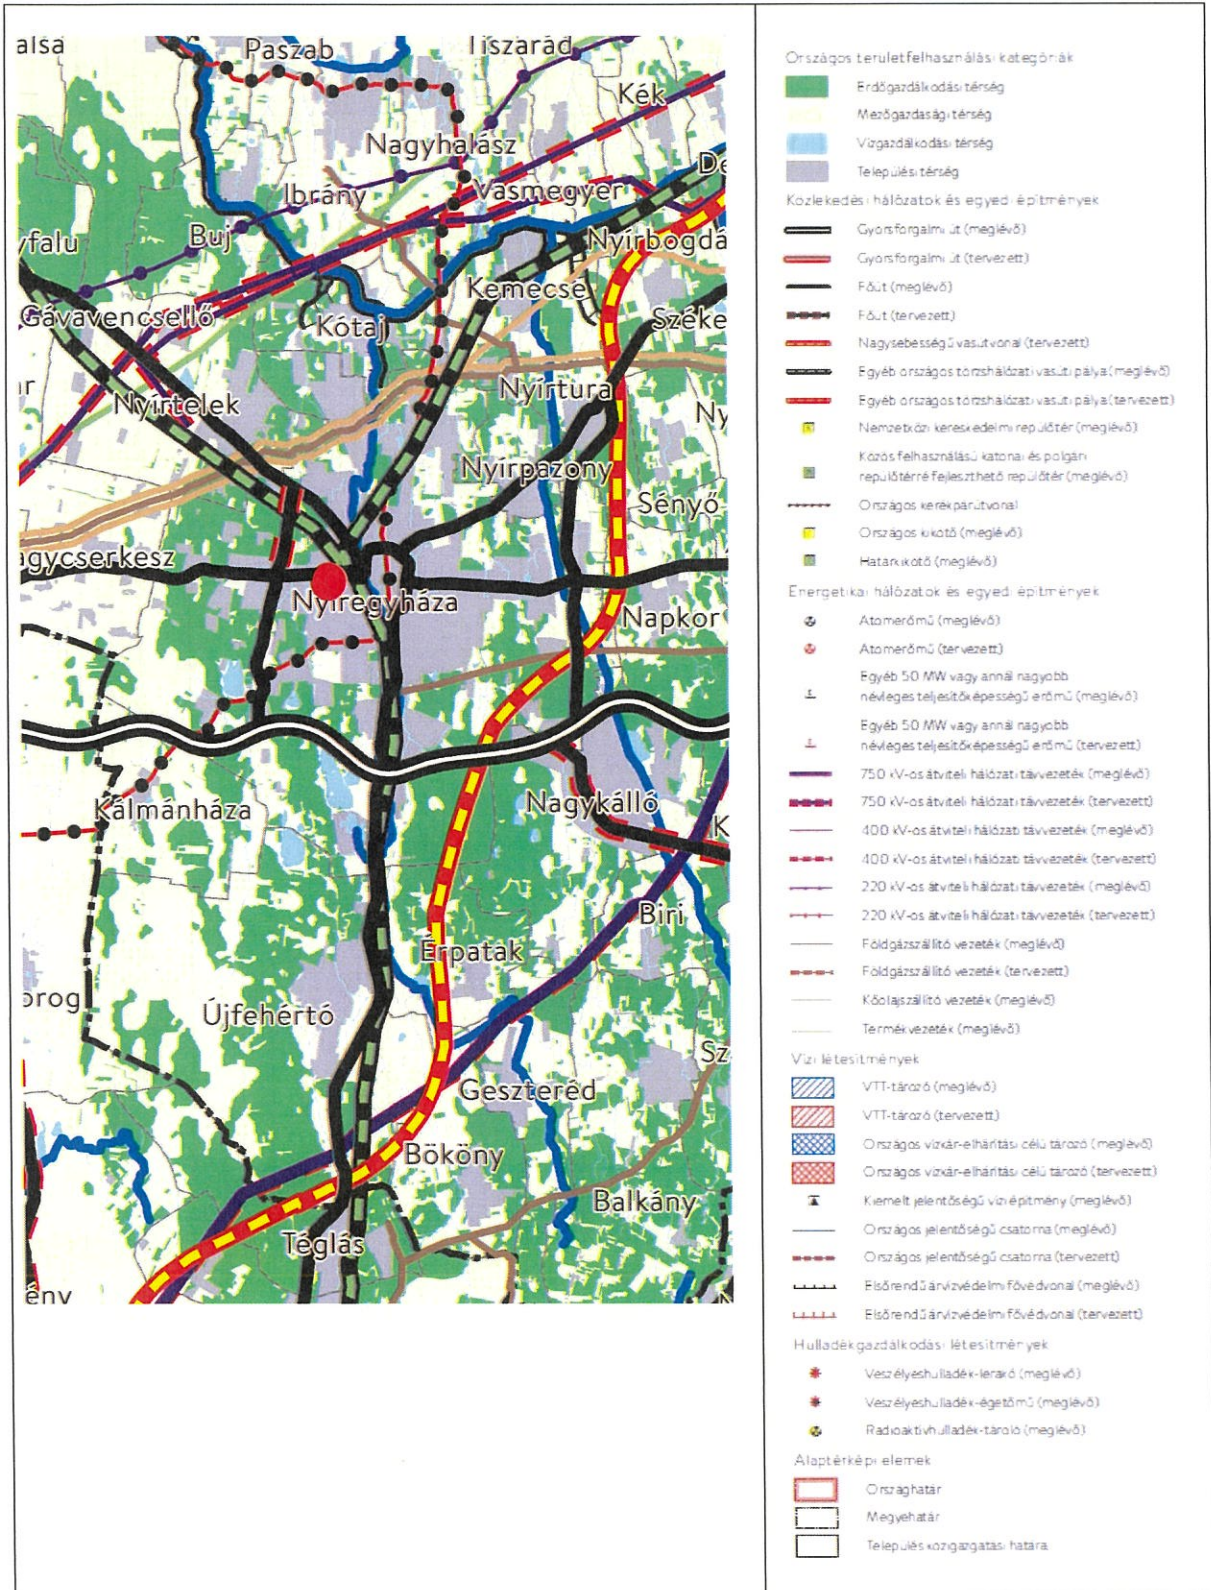 alsa
Paszab
Tiszarád
Kék
Nagyhalász
De
Ibrány
Vasmegyer
yfalu
Buj
Nyírbogdá
Kemecse
Gávavencsellő
Kótaj
Széke
ár
Nyírtura
Nyírtelek
Ny
Nyírpazony
Sényő
agycserkesz
Nyíregyháza
Napkor
Kálmánháza
Nagykálló
K
Biri
Érpatak
orog
Újfehértó
Sz
Geszteréd
Bököny
Balkány
Téglás
ény
Országos területfelhasználási kategóriák
Erdőgazdálkodási térség
Mezőgazdasági térség
Vízgazdálkodási térség
Települési térség
Közlekedési hálózatok és egyedi építmények
Gyorsforgalmi út (meglévő)
Gyorsforgalmi út (tervezett)
Főút (meglévő)
Főút (tervezett)
Nagysebességű vasútvonal (tervezett)
Egyéb országos törzshálózati vasúti pálya (meglévő)
Egyéb országos törzshálózati vasúti pálya (tervezett)
Nemzetközi kereskedelmi repülőtér (meglévő)
Közös felhasználású katonai és polgári
repülőtérré fejleszthető repülőtér (meglévő)
Országos kerékpárútvonal
Országos kikötő (meglévő)
Határkikötő (meglévő)
Energetikai hálózatok és egyedi építmények
Atomerőmű (meglévő)
Atomerőmű (tervezett)
Egyéb 50 MW vagy annál nagyobb
névleges teljesítőképességű erőmű (meglévő)
Egyéb 50 MW vagy annál nagyobb
névleges teljesítőképességű erőmű (tervezett)
750 kV-os átviteli hálózati távvezeték (meglévő)
750 kV-os átviteli hálózati távvezeték (tervezett)
400 kV-os átviteli hálózati távvezeték (meglévő)
400 kV-os átviteli hálózati távvezeték (tervezett)
220 kV-os átviteli hálózati távvezeték (meglévő)
220 kV-os átviteli hálózati távvezeték (tervezett)
Földgázszállító vezeték (meglévő)
Földgázszállító vezeték (tervezett)
Kőolajszállító vezeték (meglévő)
Termékvezeték (meglévő)
Vízi létesítmények
VTT-tározó (meglévő)
VTT-tározó (tervezett)
Országos vízkár-elhárítási célú tározó (meglévő)
Országos vízkár-elhárítási célú tározó (tervezett)
Kiemelt jelentőségű vízi építmény (meglévő)
Országos jelentőségű csatorna (meglévő)
Országos jelentőségű csatorna (tervezett)
Elsőrendű árvízvédelmi fővédvonal (meglévő)
Elsőrendű árvízvédelmi fővédvonal (tervezett)
Hulladékgazdálkodási létesítmények
Veszélyeshulladék-lerakó (meglévő)
Veszélyeshulladék-égetőmű (meglévő)
Radioaktívhulladék-tároló (meglévő)
Alaptérképi elemek
Országhatár
Megyehatár
Település közigazgatási határa